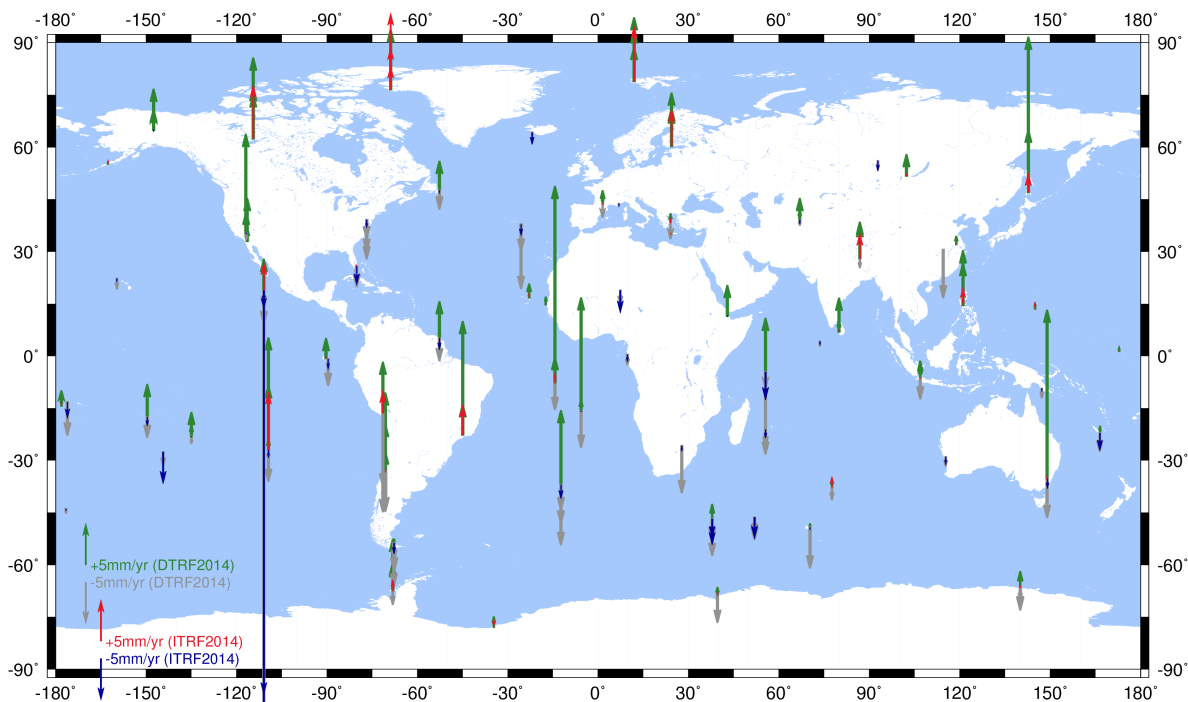 -180° -150° -120° -90° -60° -30° 0° 30° 60° 90° 120° 150° 180°
90° 90°
60° 60°
30° 30°
0° 0°
-30° -30°
-60° -60°
+5mm/yr (DTRF2014)
-5mm/yr (DTRF2014)
+5mm/yr (ITRF2014)
-5mm/yr (ITRF2014)
-90° -90°
-180° -150° -120° -90° -60° -30° 0° 30° 60° 90° 120° 150° 180°